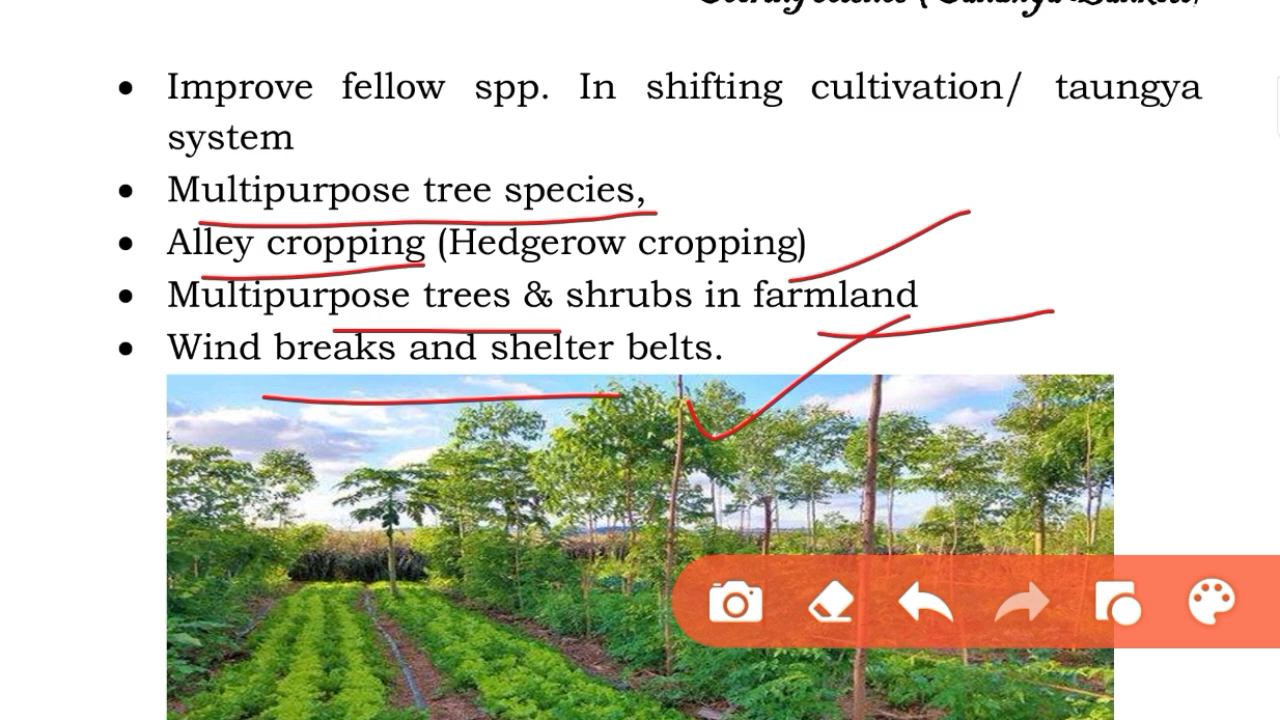 • Improve fellow spp. In shifting cultivation/ taungya
system
• Multipurpose tree species,
• Alley cropping (Hedgerow cropping)
• Multipurpose trees & shrubs in farmland
• Wind breaks and shelter belts.